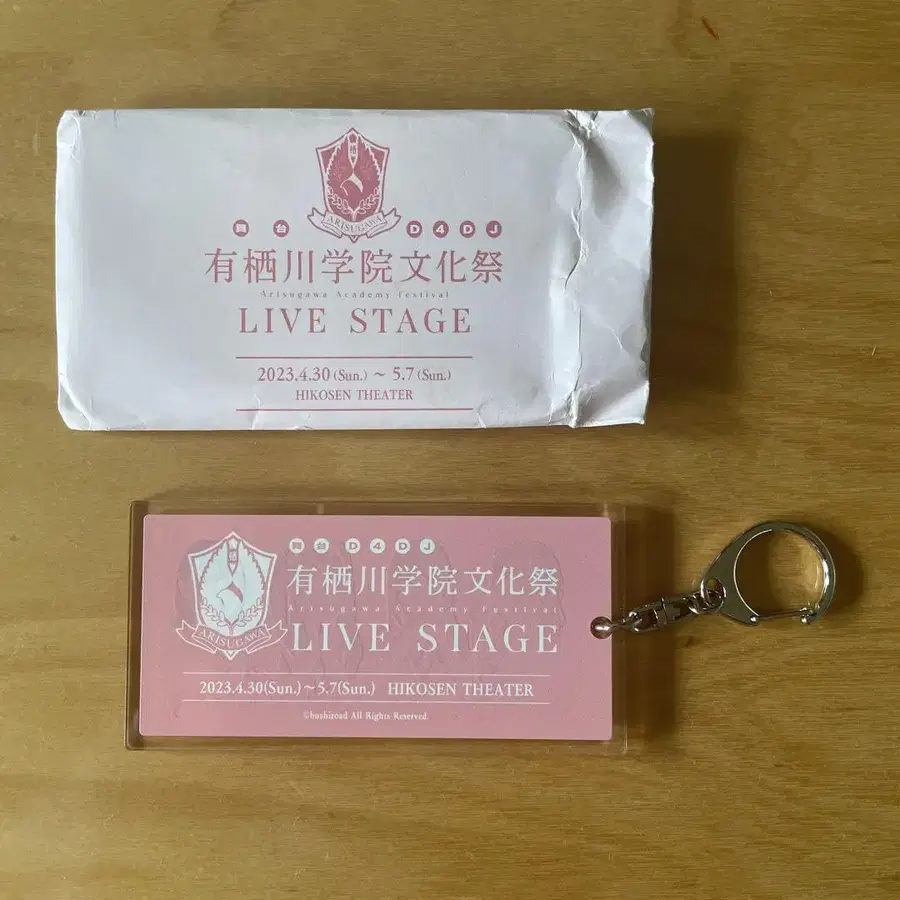 栖
ARISUGAWA
舞台 D4DJ
有栖川学院文化祭
Arisugawa Academy Festival
LIVE STAGE
2023.4.30(Sun.) ~ 5.7(Sun.)
HIKOSEN THEATER
ARISUGAWA
舞台 D4DJ
有栖川学院文化祭
Arisugawa Academy Festival
LIVE STAGE
2023.4.30(Sun.)~5.7(Sun.) HIKOSEN THEATER
©bushiroad All Rights Reserved.